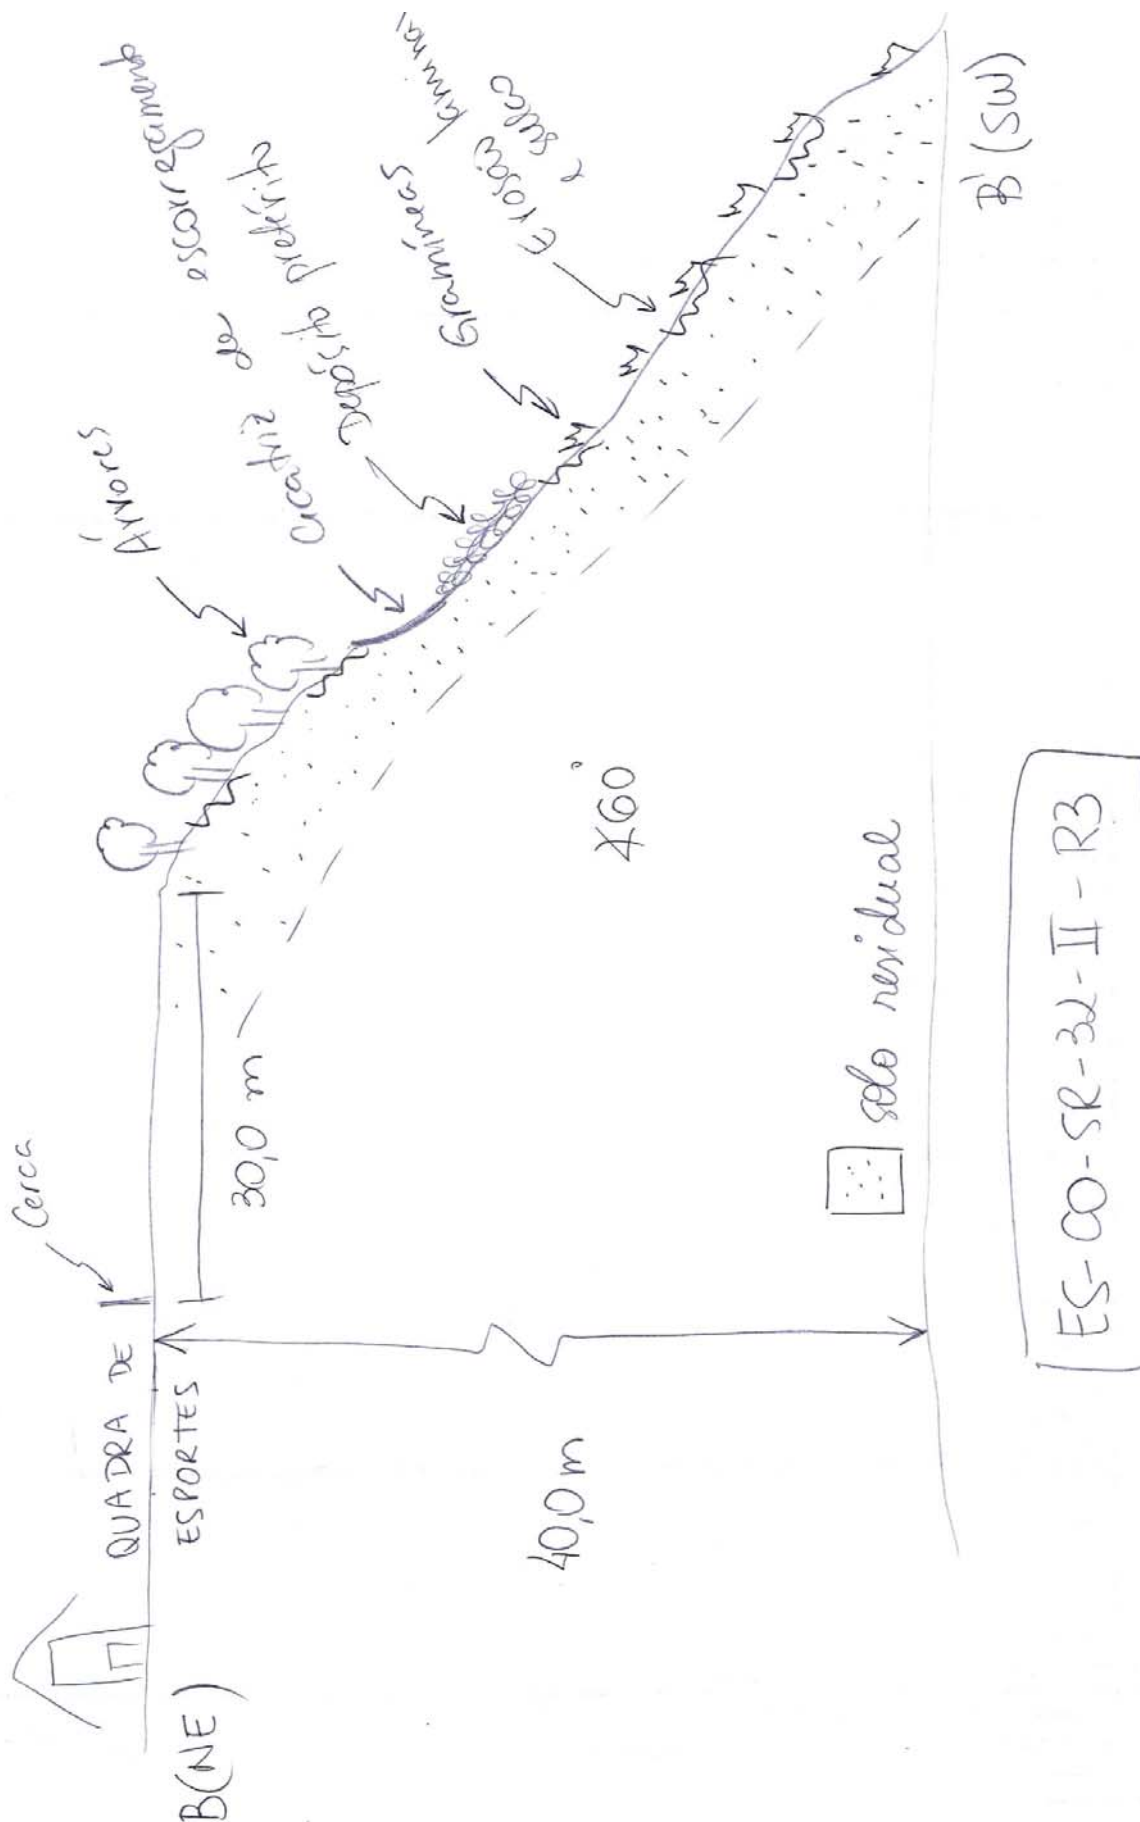 Cerca
QUADRA DE
ESPORTES
B(NE)
30,0 m
40,0 m
Árvores
Cicatriz de escorregamento
Depósito pretérito
Gramíneas
Erosão laminar
e sulco
60°
solo residual
B'(SW)
ES-CO-SR-32-II-R3